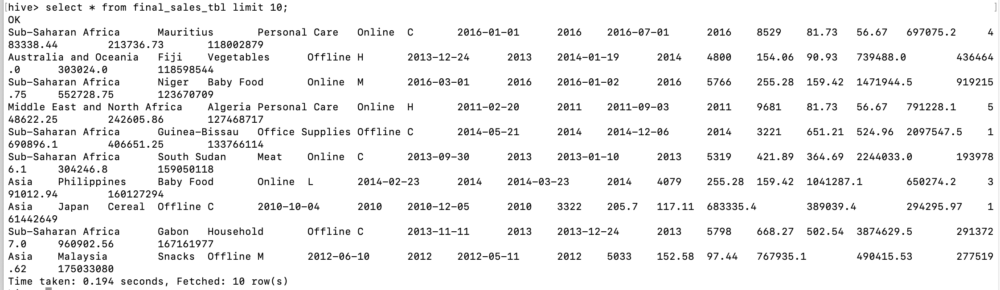 [hive> select * from final_sales_tbl limit 10; ]
OK
Sub-Saharan Africa Mauritius Personal Care Online C 2016-01-01 2016 2016-07-01 2016 8529 81.73 56.67 697075.2 4
83338.44 213736.73 118002879
Australia and Oceania Fiji Vegetables Offline H 2013-12-24 2013 2014-01-19 2014 4800 154.06 90.93 739488.0 436464
.0 303024.0 118598544
Sub-Saharan Africa Niger Baby Food Online M 2016-03-01 2016 2016-01-02 2016 5766 255.28 159.42 1471944.5 919215
.75 552728.75 123670709
Middle East and North Africa Algeria Personal Care Online H 2011-02-20 2011 2011-09-03 2011 9681 81.73 56.67 791228.1 5
48622.25 242605.86 127468717
Sub-Saharan Africa Guinea-Bissau Office Supplies Offline C 2014-05-21 2014 2014-12-06 2014 3221 651.21 524.96 2097547.5 1
690896.1 406651.25 133766114
Sub-Saharan Africa South Sudan Meat Online C 2013-09-30 2013 2013-01-10 2013 5319 421.89 364.69 2244033.0 193978
6.1 304246.8 159050118
Asia Philippines Baby Food Online L 2014-02-23 2014 2014-03-23 2014 4079 255.28 159.42 1041287.1 650274.2 3
91012.94 160127294
Asia Japan Cereal Offline C 2010-10-04 2010 2010-12-05 2010 3322 205.7 117.11 683335.4 389039.4 294295.97 1
61442649
Sub-Saharan Africa Gabon Household Offline C 2013-11-11 2013 2013-12-24 2013 5798 668.27 502.54 3874629.5 291372
7.0 960902.56 167161977
Asia Malaysia Snacks Offline M 2012-06-10 2012 2012-05-11 2012 5033 152.58 97.44 767935.1 490415.53 277519
.62 175033080
Time taken: 0.194 seconds, Fetched: 10 row(s)